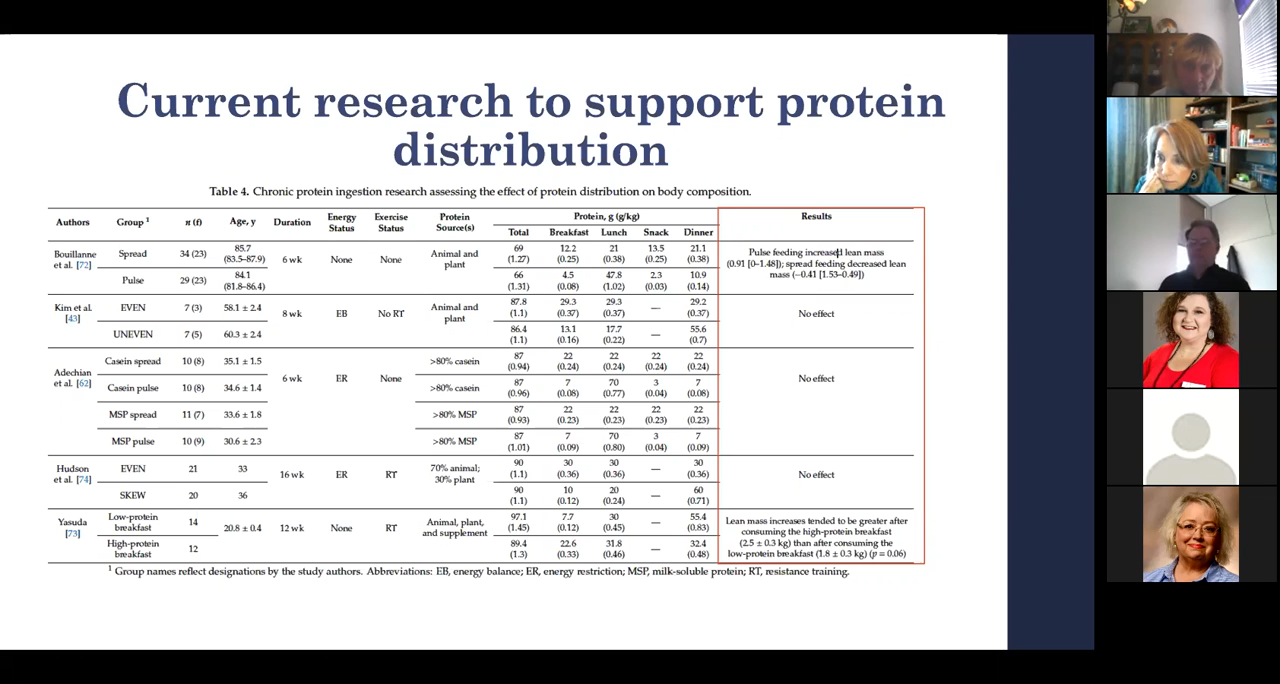 Current research to support protein
distribution
Table 4. Chronic protein ingestion research assessing the effect of protein distribution on body composition.
Authors Group 1 n (f) Age, y Duration Energy Status Exercise Status Protein Source(s) Protein, g (g/kg) Results
Total Breakfast Lunch Snack Dinner
Bouillanne et al. [72] Spread 34 (23) 85.7 (83.5–87.9) 6 wk None None Animal and plant 69 (1.27) 12.2 (0.25) 21 (0.38) 13.5 (0.25) 21.1 (0.38) Pulse feeding increased lean mass
(0.91 [0–1.48]); spread feeding decreased lean
mass (−0.41 [1.53–0.49])
Pulse 29 (23) 84.1 (81.8–86.4) 66 (1.31) 4.5 (0.08) 47.8 (1.02) 2.3 (0.03) 10.9 (0.14)
Kim et al. [43] EVEN 7 (3) 58.1 ± 2.4 8 wk EB No RT Animal and plant 87.8 (1.1) 29.3 (0.37) 29.3 (0.37) — 29.2 (0.37) No effect
UNEVEN 7 (5) 60.3 ± 2.4 86.4 (1.1) 13.1 (0.16) 17.7 (0.22) — 55.6 (0.7)
Adechian et al. [62] Casein spread 10 (8) 35.1 ± 1.5 6 wk ER None >80% casein 87 (0.94) 22 (0.24) 22 (0.24) 22 (0.24) 22 (0.24) No effect
Casein pulse 10 (8) 34.6 ± 1.4 >80% casein 87 (0.96) 7 (0.08) 70 (0.77) 3 (0.04) 7 (0.08)
MSP spread 11 (7) 33.6 ± 1.8 >80% MSP 87 (0.93) 22 (0.23) 22 (0.23) 22 (0.23) 22 (0.23)
MSP pulse 10 (9) 30.6 ± 2.3 >80% MSP 87 (1.01) 7 (0.09) 70 (0.80) 3 (0.04) 7 (0.09)
Hudson et al. [74] EVEN 21 33 16 wk ER RT 70% animal; 30% plant 90 (1.1) 30 (0.36) 30 (0.36) — 30 (0.36) No effect
SKEW 20 36 90 (1.1) 10 (0.12) 20 (0.24) — 60 (0.71)
Yasuda [73] Low-protein breakfast 14 20.8 ± 0.4 12 wk None RT Animal, plant, and supplement 97.1 (1.45) 7.7 (0.12) 30 (0.45) — 55.4 (0.83) Lean mass increases tended to be greater after
consuming the high-protein breakfast
(2.5 ± 0.3 kg) than after consuming the
low-protein breakfast (1.8 ± 0.3 kg) (p = 0.06)
High-protein breakfast 12 89.4 (1.3) 22.6 (0.33) 31.8 (0.46) — 32.4 (0.48)
1 Group names reflect designations by the study authors. Abbreviations: EB, energy balance; ER, energy restriction; MSP, milk-soluble protein; RT, resistance training.